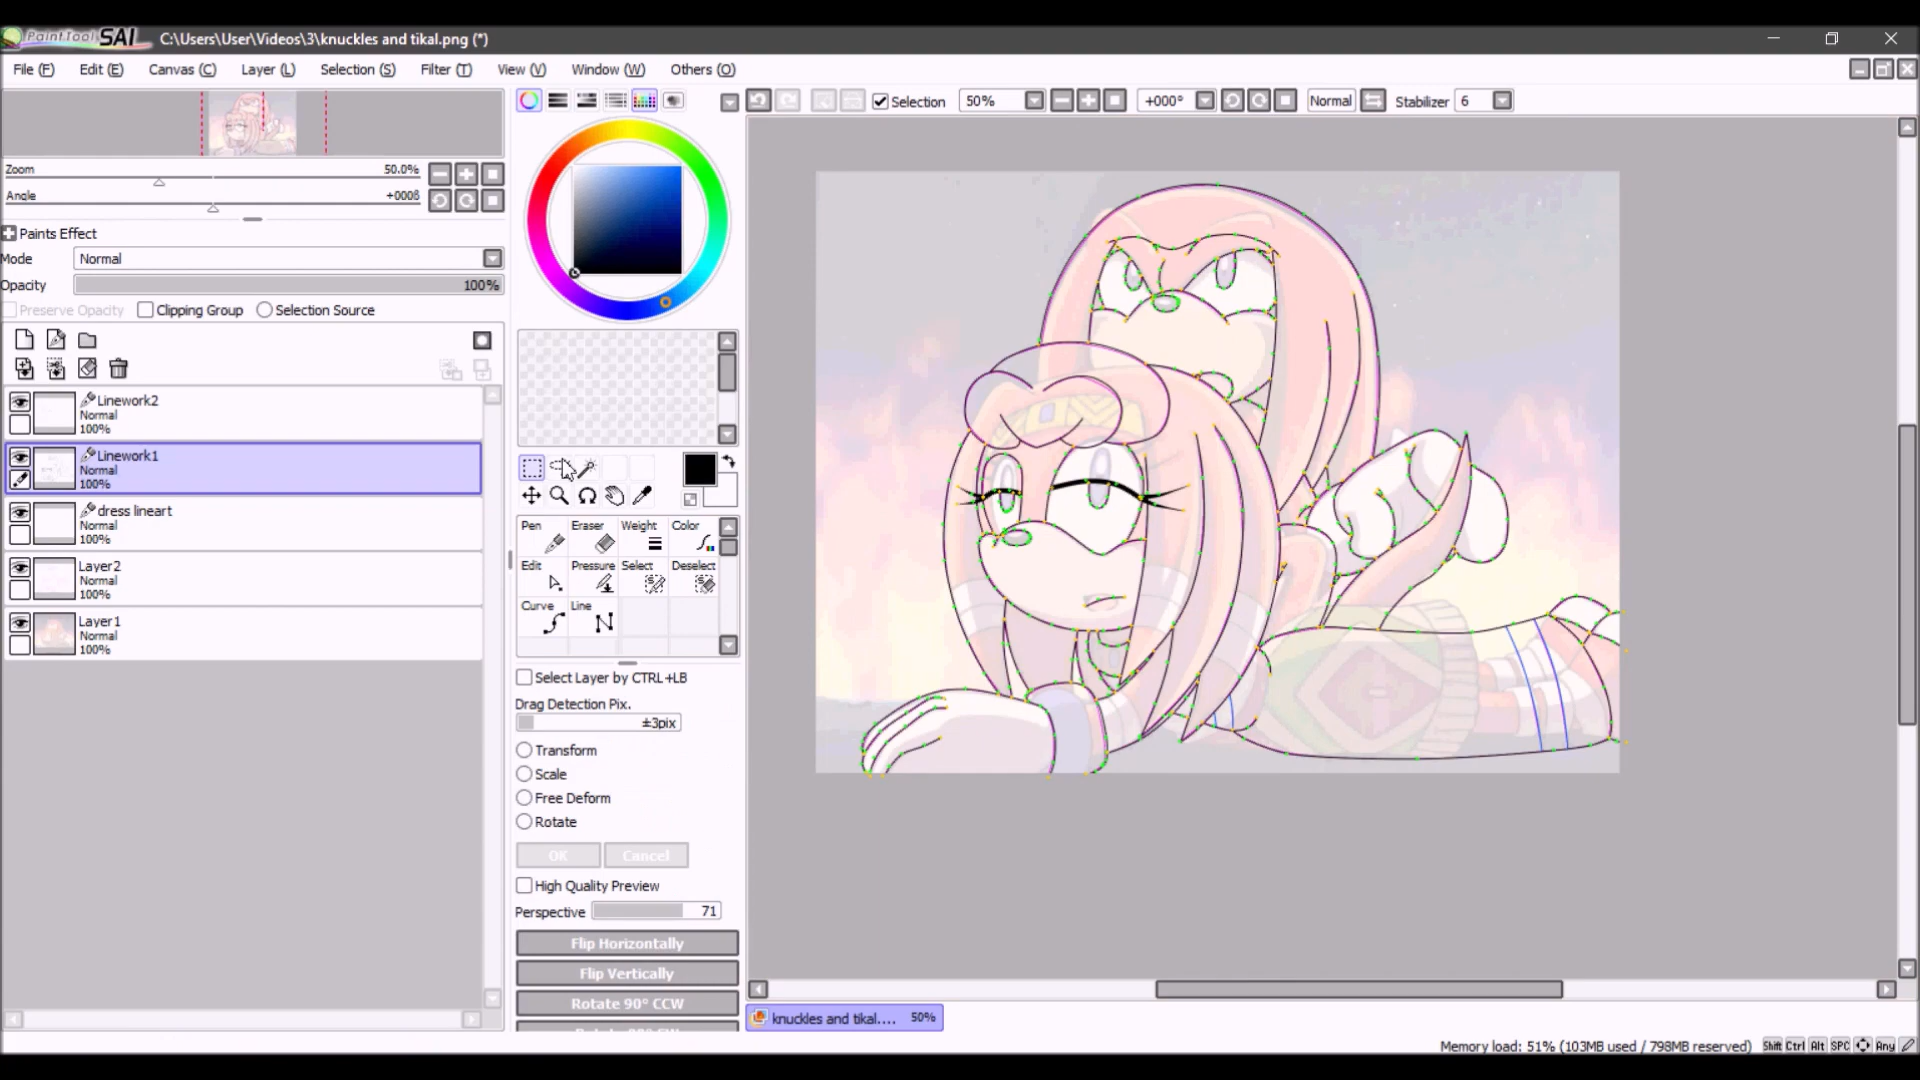 PaintTool SAI C:\Users\User\Videos\3\knuckles and tikal.png (*)
File (F) Edit (E) Canvas (C) Layer (L) Selection (S) Filter (T) View (V) Window (W) Others (O)
Selection 50% +000° Normal Stabilizer 6
Zoom 50.0%
Angle +000ß
Paints Effect
Mode Normal
Opacity 100%
Preserve Opacity Clipping Group Selection Source
Linework2
Normal
100%
Linework1
Normal
100%
dress lineart
Normal
100%
Layer2
Normal
100%
Layer1
Normal
100%
Pen Eraser Weight Color
Edit Pressure Select Deselect
Curve Line
Select Layer by CTRL+LB
Drag Detection Pix.
±3pix
Transform
Scale
Free Deform
Rotate
OK Cancel
High Quality Preview
Perspective 71
Flip Horizontally
Flip Vertically
Rotate 90° CCW
knuckles and tikal.... 50%
Memory load: 51% (103MB used / 798MB reserved) Shift Ctrl Alt SPC Any